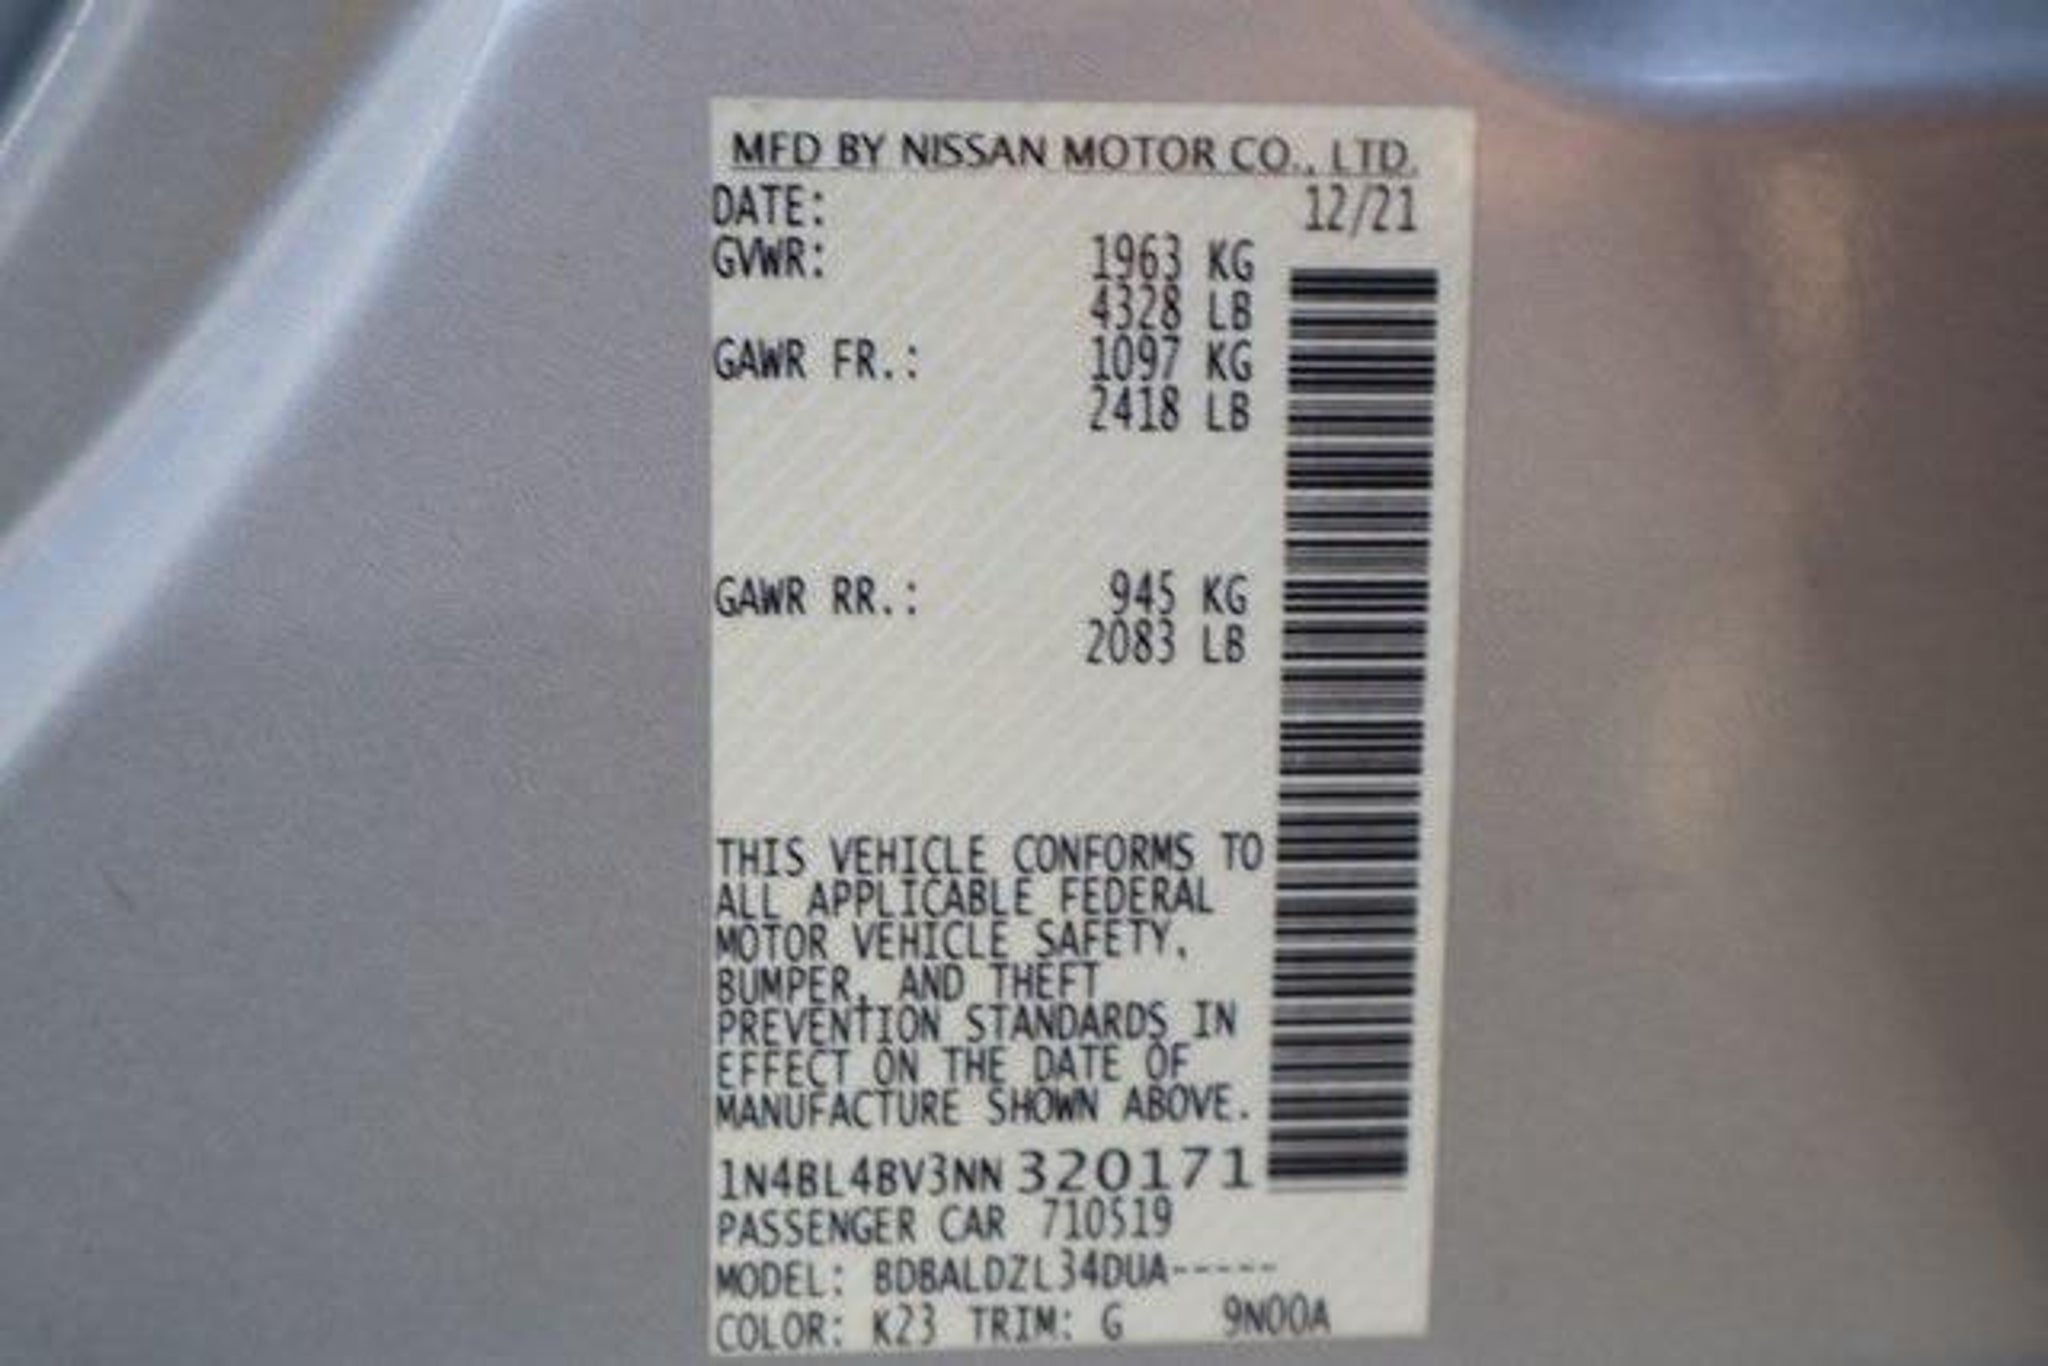 MFD BY NISSAN MOTOR CO., LTD.
DATE: 12/21
GVWR: 1963 KG
4328 LB
GAWR FR.: 1097 KG
2418 LB
GAWR RR.: 945 KG
2083 LB
THIS VEHICLE CONFORMS TO
ALL APPLICABLE FEDERAL
MOTOR VEHICLE SAFETY,
BUMPER, AND THEFT
PREVENTION STANDARDS IN
EFFECT ON THE DATE OF
MANUFACTURE SHOWN ABOVE.
1N4BL4BV3NN320171
PASSENGER CAR 710519
MODEL: BDBALDZL34DUA-----
COLOR: K23 TRIM: G 9N00A